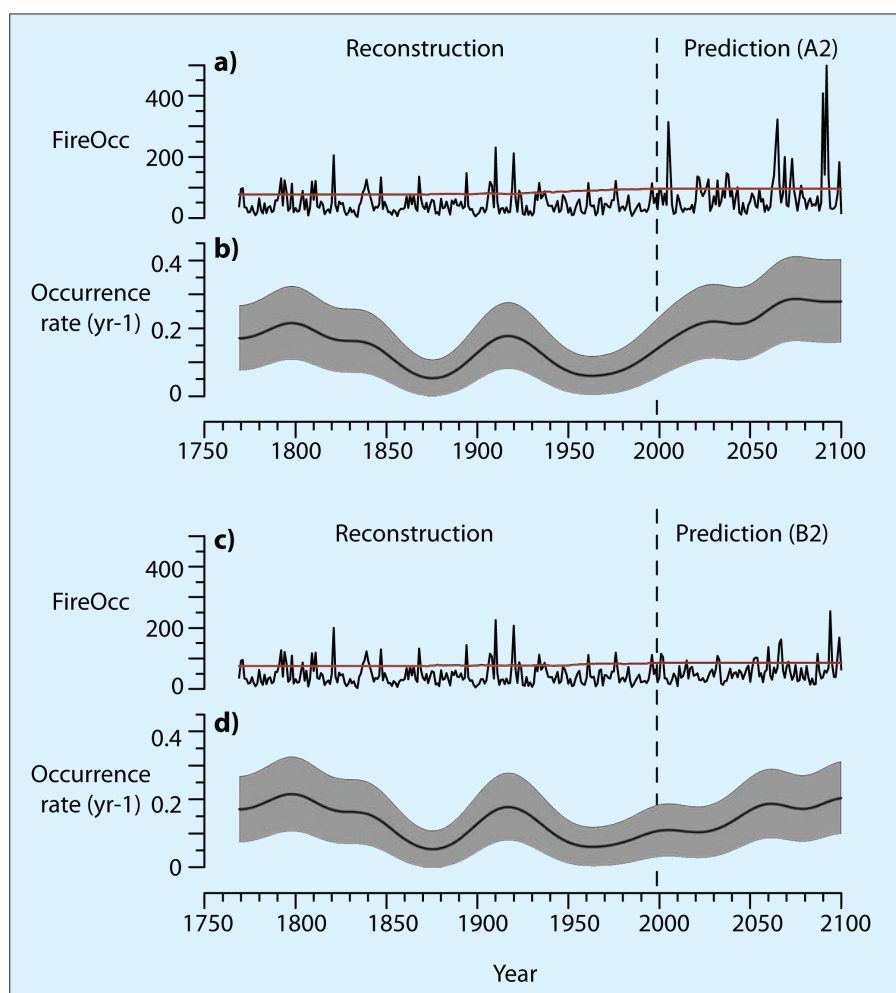 Reconstruction Prediction (A2)
a)
400
FireOcc
200
0
b)
0.4
Occurrence
rate (yr-1) 0.2
0
1750 1800 1850 1900 1950 2000 2050 2100
Reconstruction Prediction (B2)
c)
400
FireOcc
200
0
d)
0.4
Occurrence
rate (yr-1) 0.2
0
1750 1800 1850 1900 1950 2000 2050 2100
Year